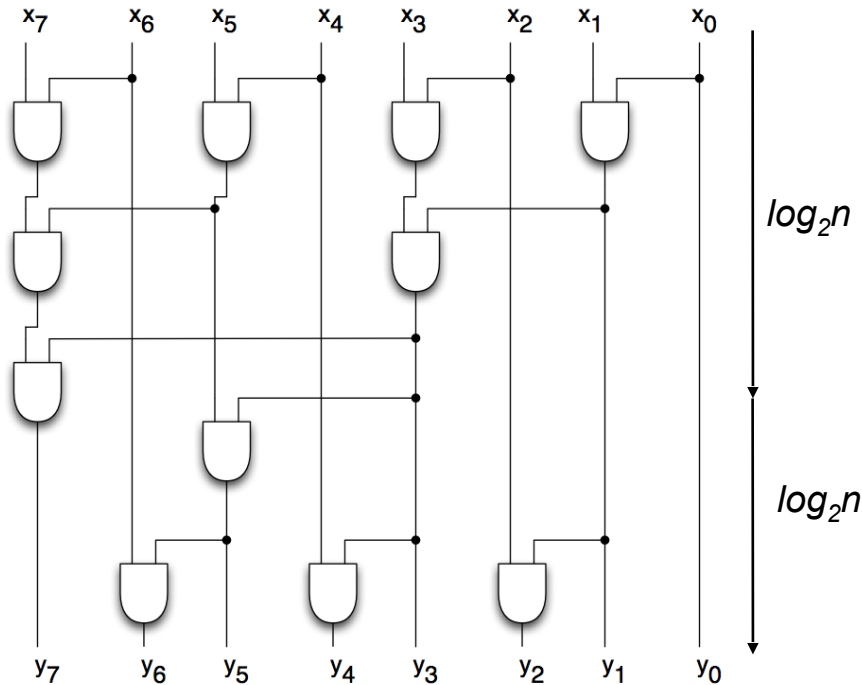 x₇ x₆ x₅ x₄ x₃ x₂ x₁ x₀
log₂n
log₂n
y₇ y₆ y₅ y₄ y₃ y₂ y₁ y₀